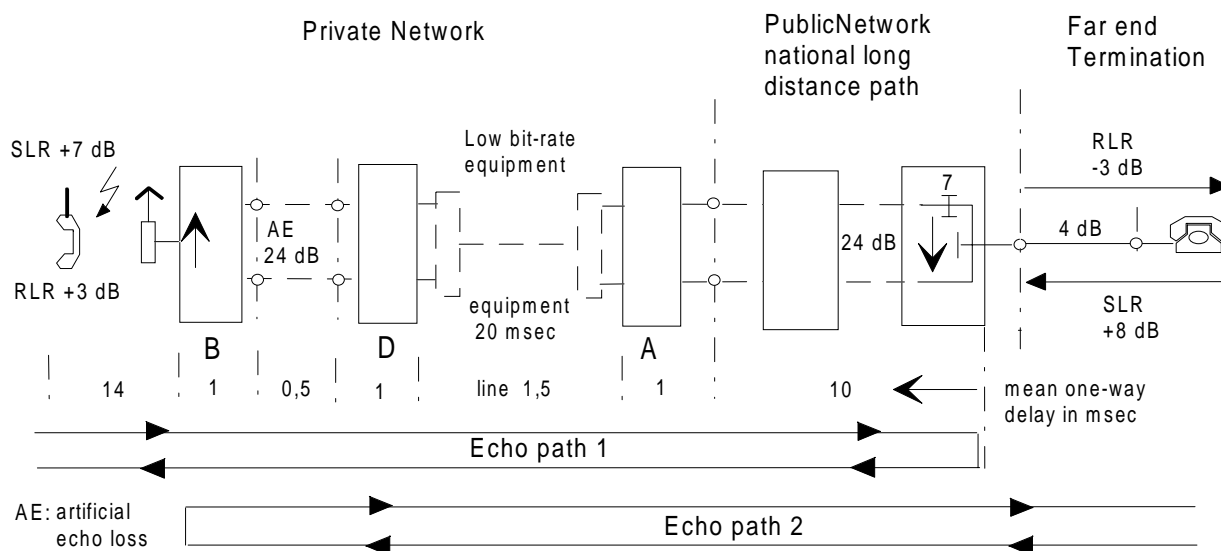 Private Network
PublicNetwork
national long
distance path
Far end
Termination
SLR +7 dB
RLR +3 dB
AE
24 dB
Low bit-rate
equipment
equipment
20 msec
24 dB
7
RLR
-3 dB
4 dB
SLR
+8 dB
B
D
A
14
1
0,5
1
line 1,5
1
10
mean one-way
delay in msec
Echo path 1
Echo path 2
AE: artificial
echo loss